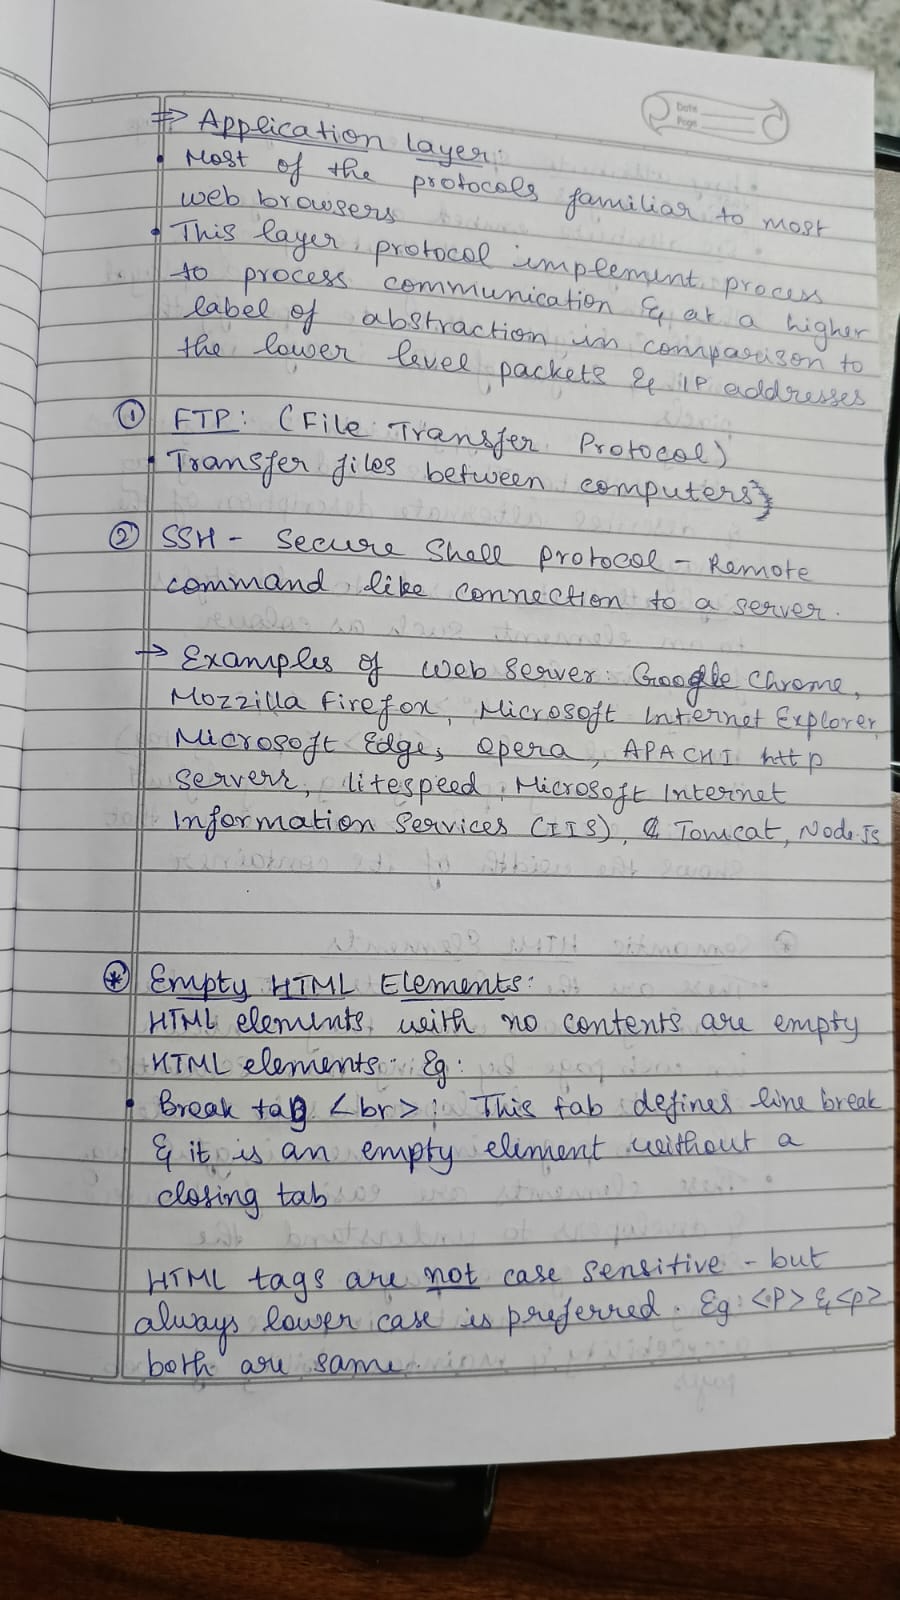 Date
Page
⇒ Application layer:
• Most of the protocols familiar to most
web browsers
• This layer protocol implement process
to process communication & at a higher
label of abstraction in comparison to
the lower level packets & IP addresses
① FTP: (File Transfer Protocol)
• Transfer files between computers}
② SSH - Secure Shell protocol - Remote
command like connection to a server.
→ Examples of web server: Google Chrome,
Mozzilla Firefox, Microsoft Internet Explorer,
Microsoft Edge, opera, APACHI http
servers, litespeed, Microsoft Internet
Information Services (IIS), & Tomcat, Node.Js
⊛ Empty HTML Elements:
HTML elements with no contents are empty
HTML elements. Eg:
• Break tag <br>: This tab defines line break
& it is an empty element without a
closing tab
HTML tags are not case sensitive - but
always lower case is preferred. Eg: <P> & <p>
both are same.